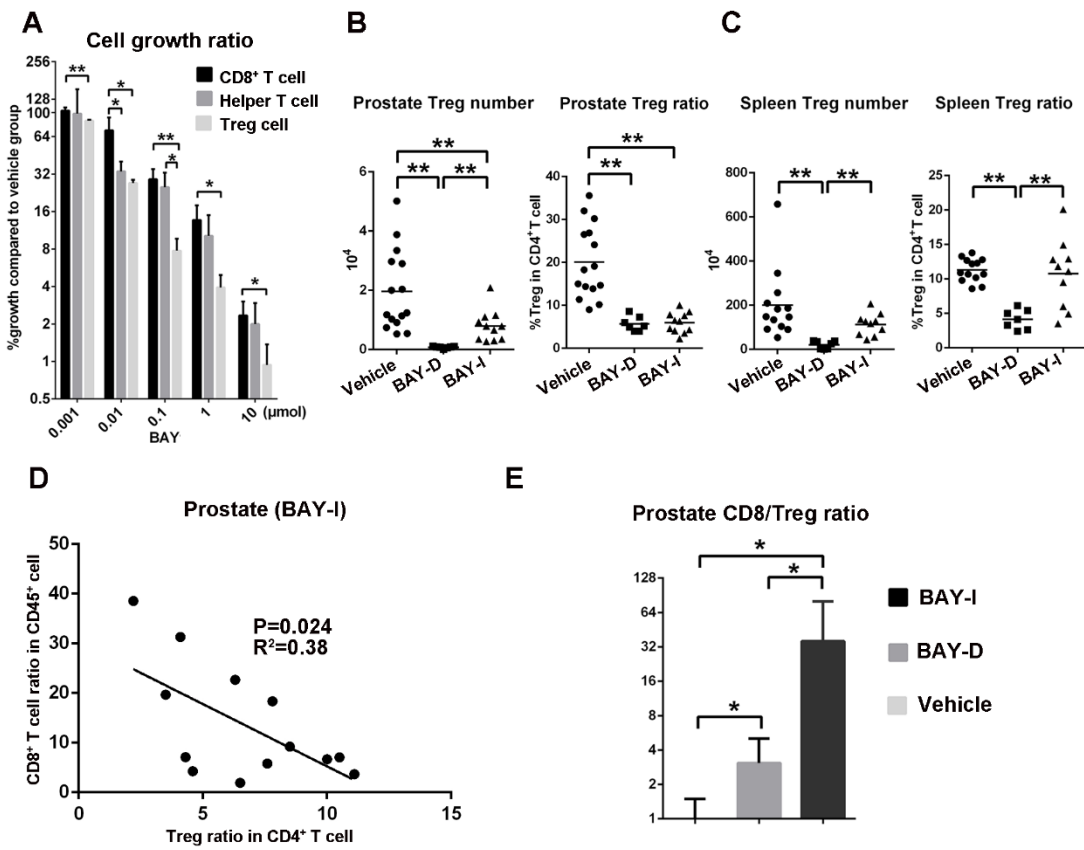 A
Cell growth ratio
%growth compared to vehicle group
256
128
100
64
32
16
8
4
2
1
0.5
CD8⁺ T cell
Helper T cell
Treg cell
**
*
*
**
*
*
*
0.001
0.01
0.1
1
10 (μmol)
BAY
B
Prostate Treg number
10⁴
6
4
2
0
**
**
**
Vehicle
BAY-D
BAY-I
Prostate Treg ratio
%Treg in CD4⁺T cell
40
30
20
10
0
**
**
Vehicle
BAY-D
BAY-I
C
Spleen Treg number
10⁴
800
600
400
200
0
**
**
Vehicle
BAY-D
BAY-I
Spleen Treg ratio
%Treg in CD4⁺T cell
25
20
15
10
5
0
**
**
Vehicle
BAY-D
BAY-I
D
Prostate (BAY-I)
CD8⁺ T cell ratio in CD45⁺ cell
50
40
30
20
10
0
P=0.024
R²=0.38
0
5
10
15
Treg ratio in CD4⁺ T cell
E
Prostate CD8/Treg ratio
128
64
32
16
8
4
2
1
*
*
*
BAY-I
BAY-D
Vehicle